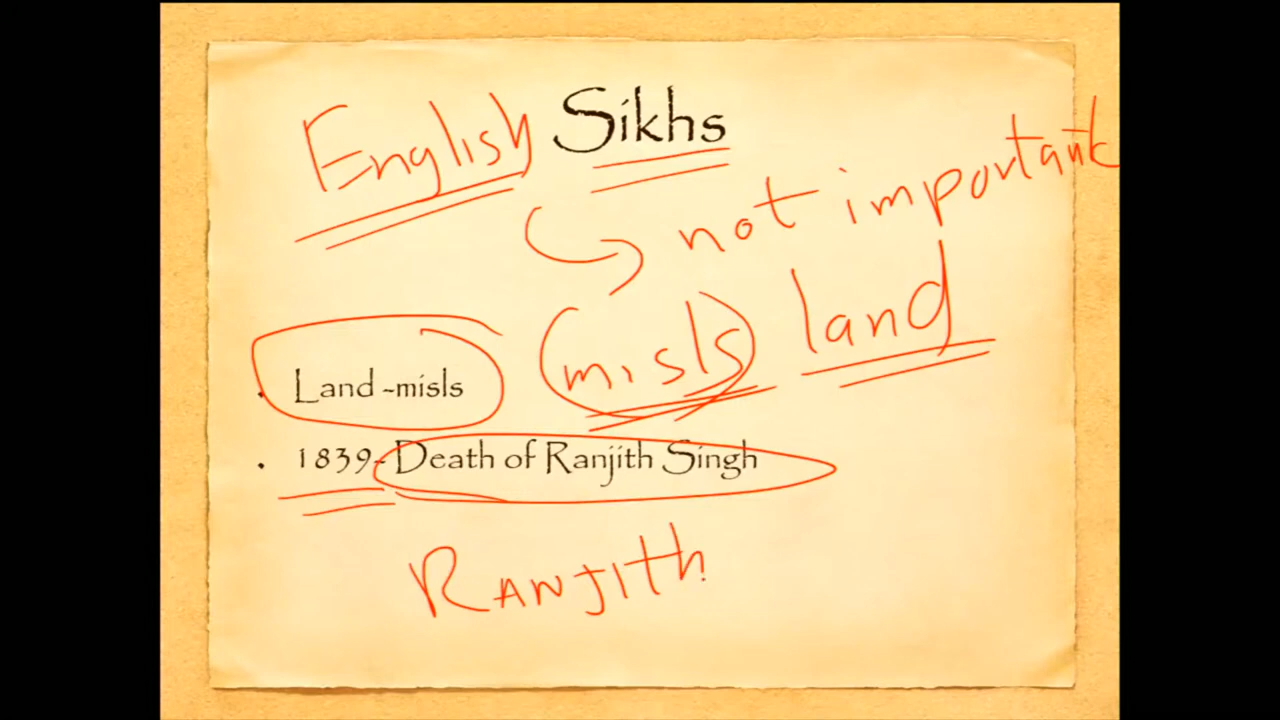 English Sikhs
not important
(misls) land
Land -misls
. 1839- Death of Ranjith Singh
RANJITH